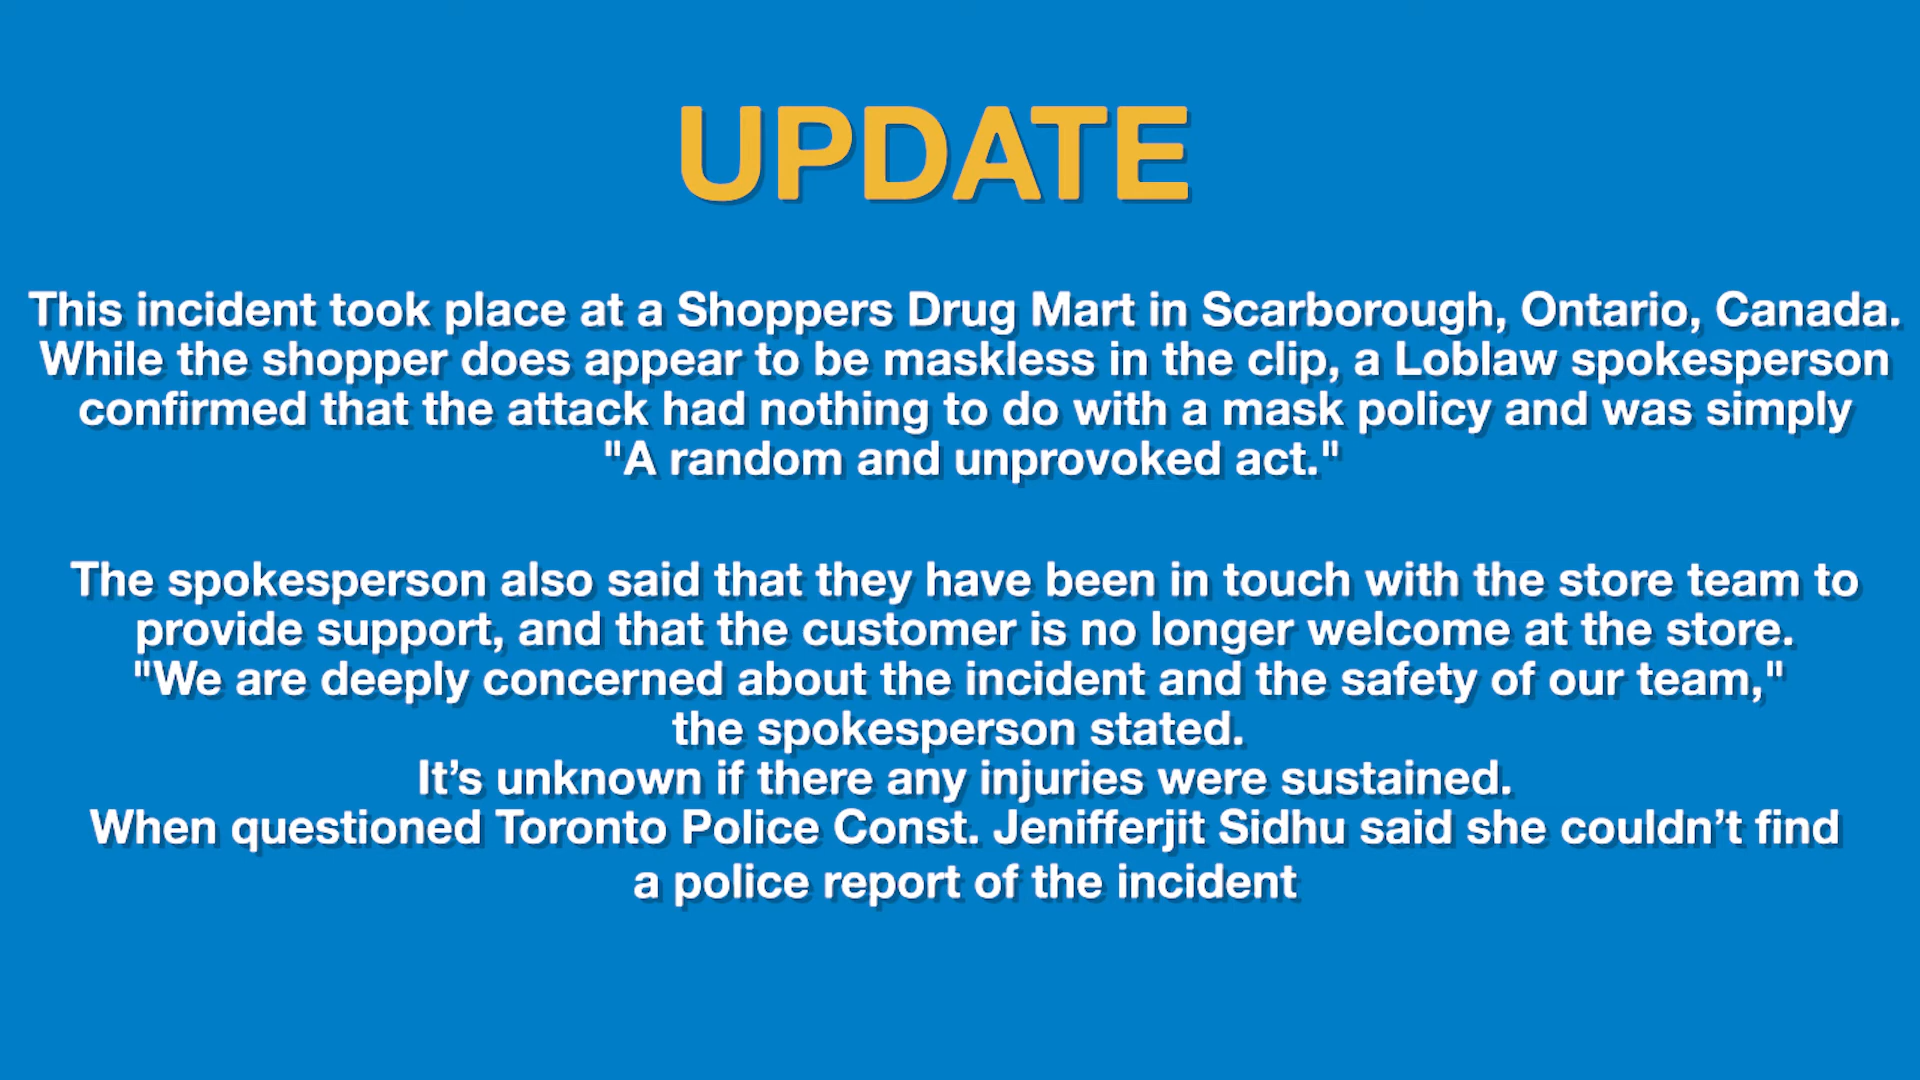 UPDATE
This incident took place at a Shoppers Drug Mart in Scarborough, Ontario, Canada.
While the shopper does appear to be maskless in the clip, a Loblaw spokesperson
confirmed that the attack had nothing to do with a mask policy and was simply
"A random and unprovoked act."
The spokesperson also said that they have been in touch with the store team to
provide support, and that the customer is no longer welcome at the store.
"We are deeply concerned about the incident and the safety of our team,"
the spokesperson stated.
It’s unknown if there any injuries were sustained.
When questioned Toronto Police Const. Jenifferjit Sidhu said she couldn’t find
a police report of the incident